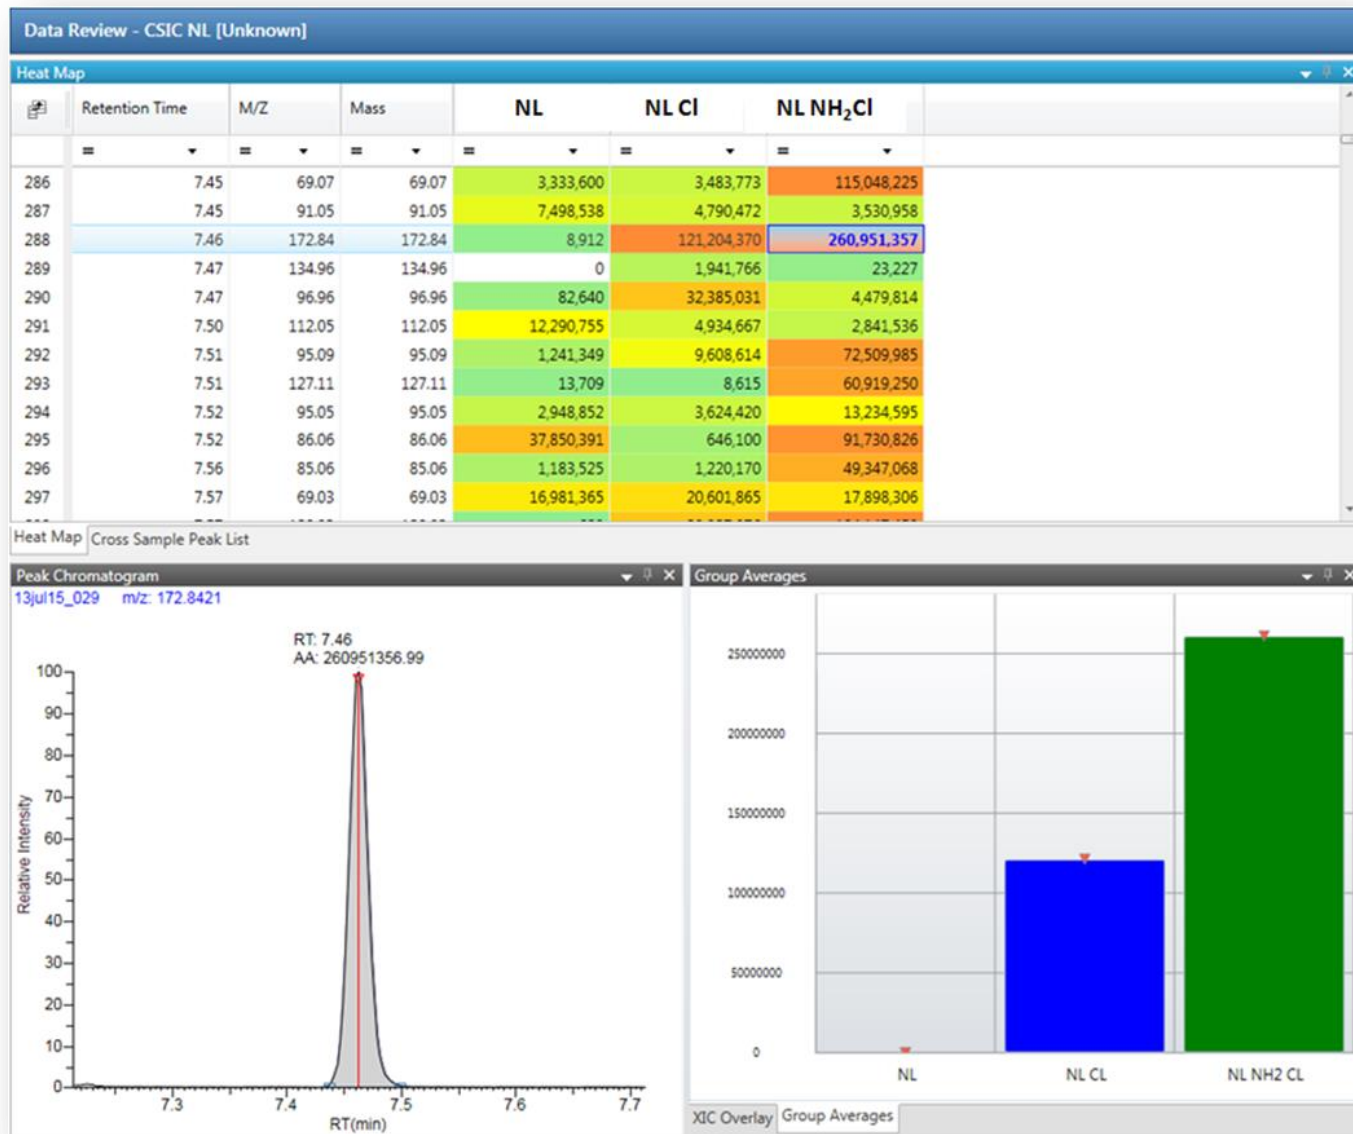 Data Review - CSIC NL [Unknown]
Heat Map
Retention Time M/Z Mass NL NL Cl NL NH₂Cl
= = = = = =
286 7.45 69.07 69.07 3,333,600 3,483,773 115,048,225
287 7.45 91.05 91.05 7,498,538 4,790,472 3,530,958
288 7.46 172.84 172.84 8,912 121,204,370 260,951,357
289 7.47 134.96 134.96 0 1,941,766 23,227
290 7.47 96.96 96.96 82,640 32,385,031 4,479,814
291 7.50 112.05 112.05 12,290,755 4,934,667 2,841,536
292 7.51 95.09 95.09 1,241,349 9,608,614 72,509,985
293 7.51 127.11 127.11 13,709 8,615 60,919,250
294 7.52 95.05 95.05 2,948,852 3,624,420 13,234,595
295 7.52 86.06 86.06 37,850,391 646,100 91,730,826
296 7.56 85.06 85.06 1,183,525 1,220,170 49,347,068
297 7.57 69.03 69.03 16,981,365 20,601,865 17,898,306
Heat Map Cross Sample Peak List
Peak Chromatogram
13jul15_029 m/z: 172.8421
RT: 7.46
AA: 260951356.99
100
90
80
70
60
50
40
30
20
10
0
Relative Intensity
7.3 7.4 7.5 7.6 7.7
RT(min)
Group Averages
250000000
200000000
150000000
100000000
50000000
0
NL NL CL NL NH2 CL
XIC Overlay Group Averages